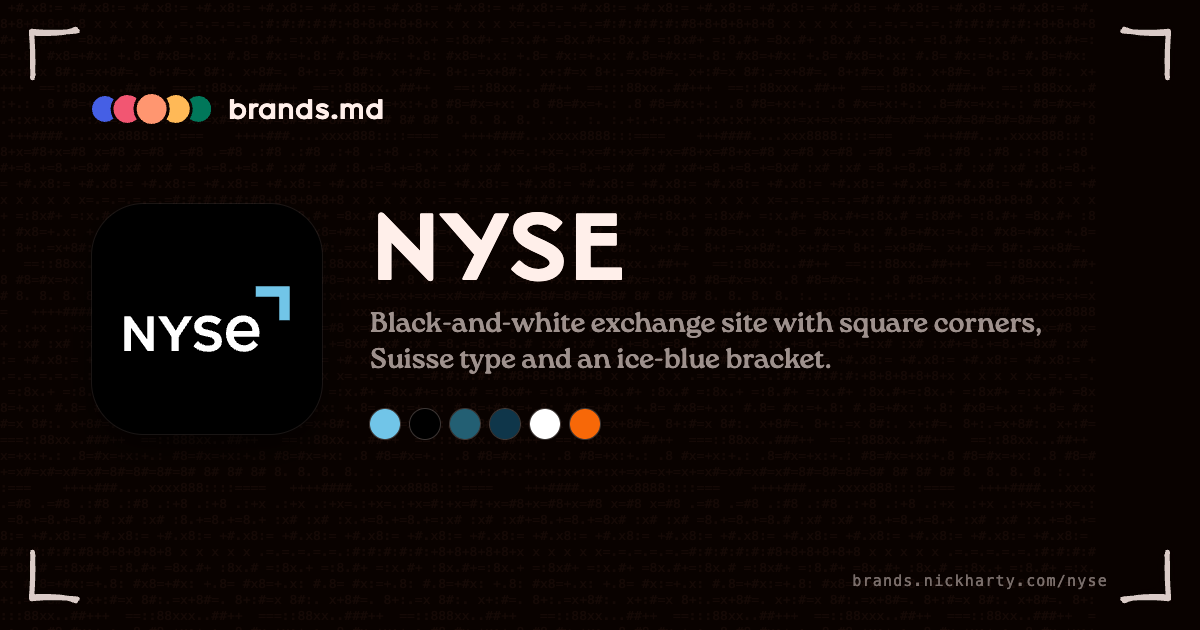 brands.md
NYSE
NYSe
Black-and-white exchange site with square corners,
Suisse type and an ice-blue bracket.
brands.nickharty.com/nyse